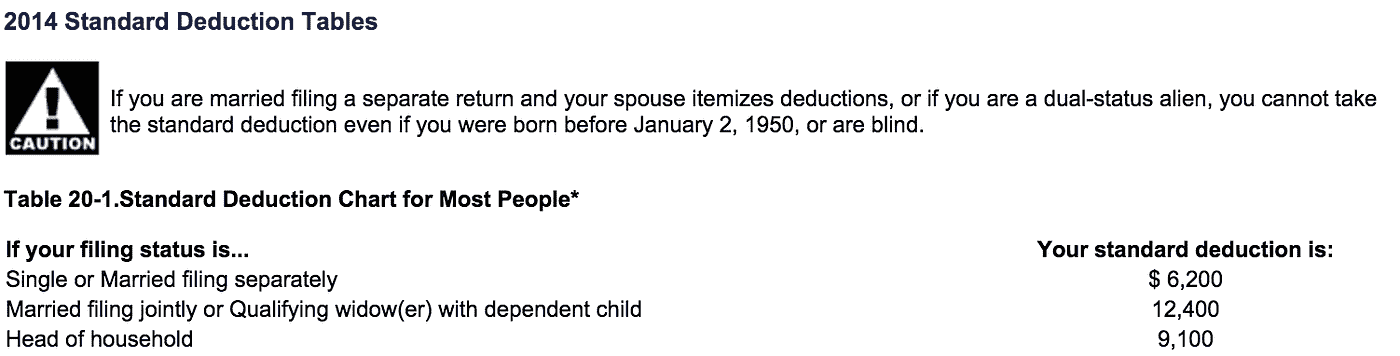 2014 Standard Deduction Tables
If you are married filing a separate return and your spouse itemizes deductions, or if you are a dual-status alien, you cannot take
the standard deduction even if you were born before January 2, 1950, or are blind.
CAUTION
Table 20-1.Standard Deduction Chart for Most People*
If your filing status is... Your standard deduction is:
Single or Married filing separately $ 6,200
Married filing jointly or Qualifying widow(er) with dependent child 12,400
Head of household 9,100